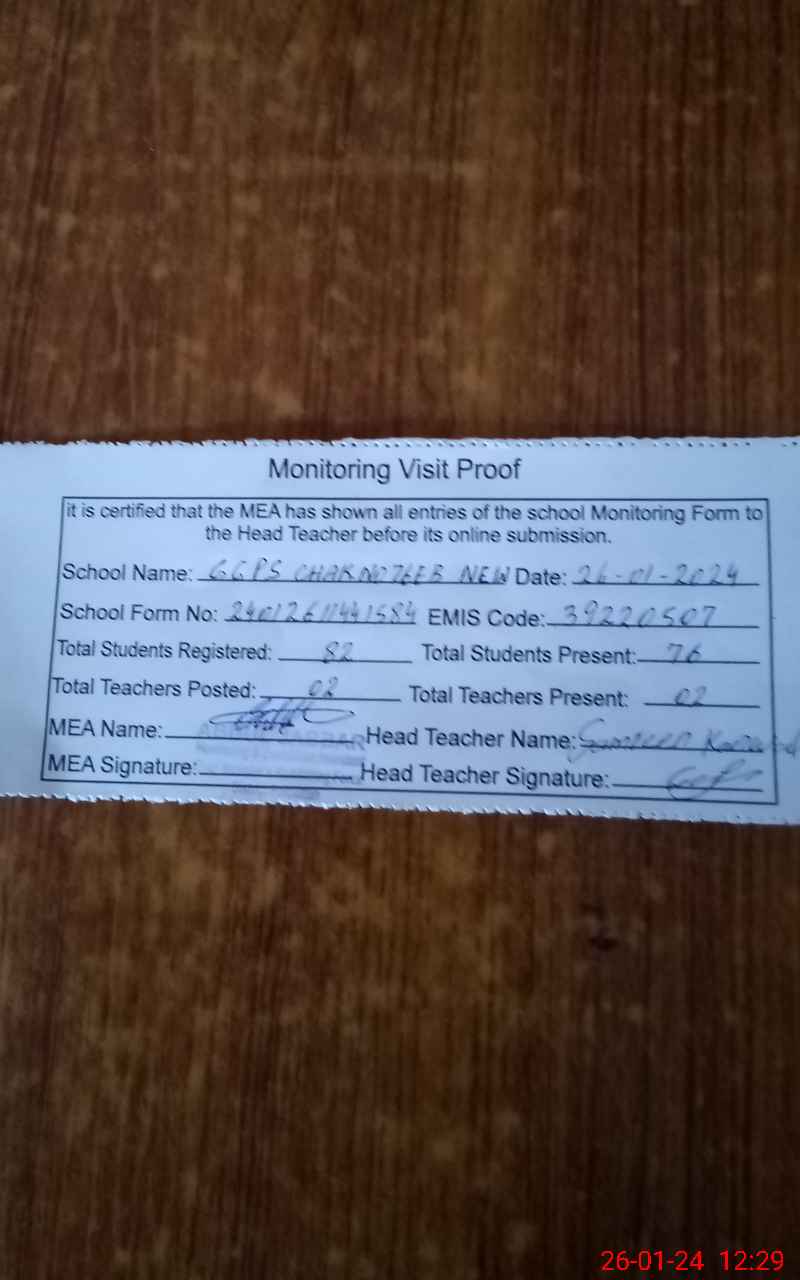 Monitoring Visit Proof
it is certified that the MEA has shown all entries of the school Monitoring Form to
the Head Teacher before its online submission.
School Name: GGPS CHAK NO 7EEB NEW Date: 26-01-2024
School Form No: 24012611441584 EMIS Code: 39220507
Total Students Registered: 82 Total Students Present: 76
Total Teachers Posted: 02 Total Teachers Present: 02
MEA Name: Head Teacher Name:
MEA Signature: Head Teacher Signature:
26-01-24 12:29